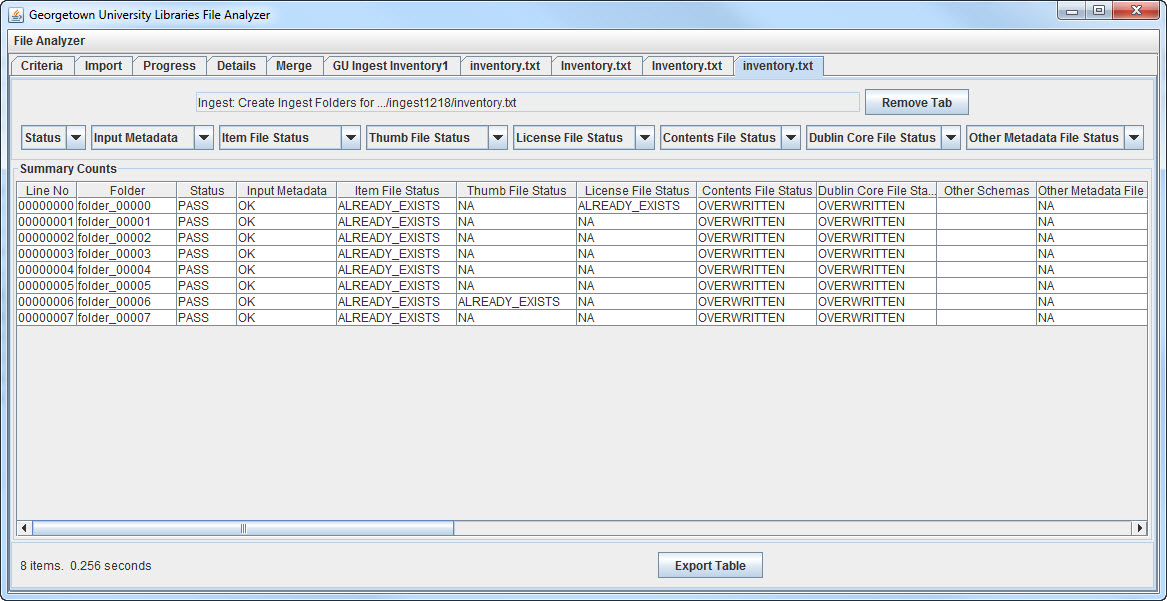 Georgetown University Libraries File Analyzer
File Analyzer
Criteria Import Progress Details Merge GU Ingest Inventory1 inventory.txt inventory.txt inventory.txt inventory.txt
Ingest: Create Ingest Folders for .../ingest1218/inventory.txt Remove Tab
Status Input Metadata Item File Status Thumb File Status License File Status Contents File Status Dublin Core File Status Other Metadata File Status
Summary Counts
Line No Folder Status Input Metadata Item File Status Thumb File Status License File Status Contents File Status Dublin Core File Sta... Other Schemas Other Metadata File
00000000 folder_00000 PASS OK ALREADY_EXISTS NA ALREADY_EXISTS OVERWRITTEN OVERWRITTEN NA
00000001 folder_00001 PASS OK ALREADY_EXISTS NA NA OVERWRITTEN OVERWRITTEN NA
00000002 folder_00002 PASS OK ALREADY_EXISTS NA NA OVERWRITTEN OVERWRITTEN NA
00000003 folder_00003 PASS OK ALREADY_EXISTS NA NA OVERWRITTEN OVERWRITTEN NA
00000004 folder_00004 PASS OK ALREADY_EXISTS NA NA OVERWRITTEN OVERWRITTEN NA
00000005 folder_00005 PASS OK ALREADY_EXISTS NA NA OVERWRITTEN OVERWRITTEN NA
00000006 folder_00006 PASS OK ALREADY_EXISTS ALREADY_EXISTS NA OVERWRITTEN OVERWRITTEN NA
00000007 folder_00007 PASS OK ALREADY_EXISTS NA NA OVERWRITTEN OVERWRITTEN NA
8 items. 0.256 seconds Export Table